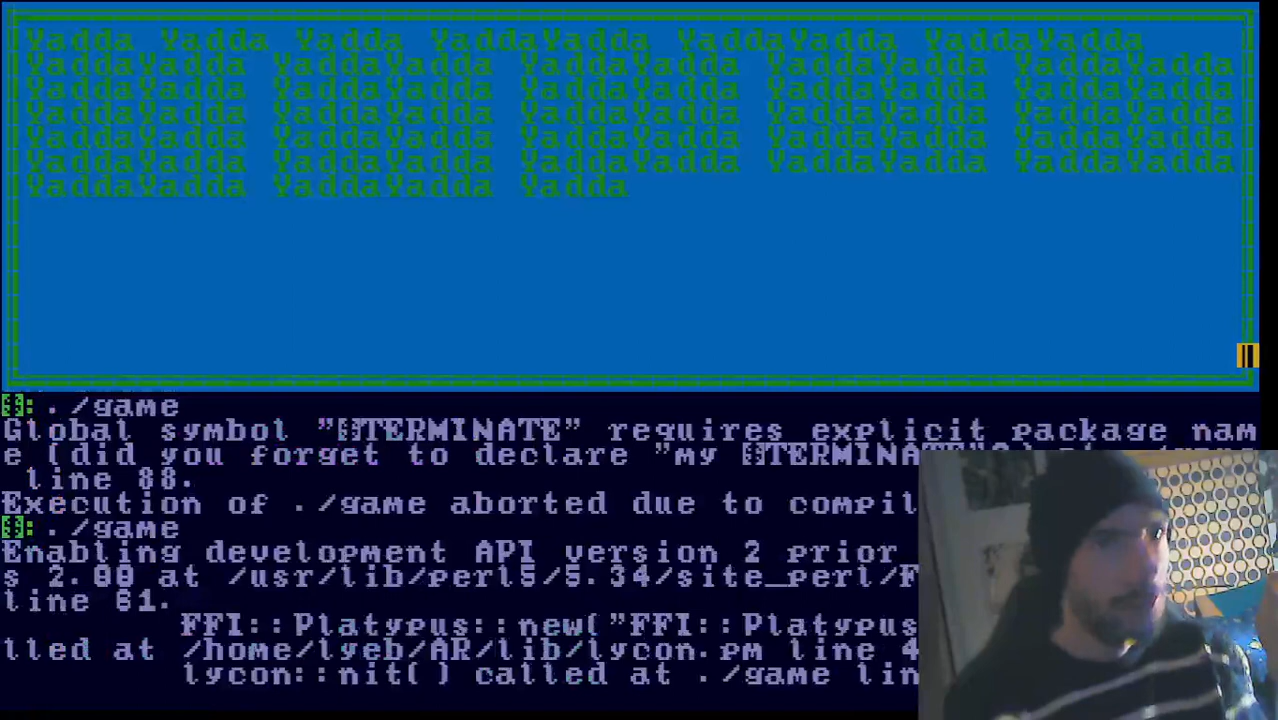 Yadda Yadda Yadda YaddaYadda YaddaYadda YaddaYadda
YaddaYadda YaddaYadda YaddaYadda YaddaYadda YaddaYadda
YaddaYadda YaddaYadda YaddaYadda YaddaYadda YaddaYadda
YaddaYadda YaddaYadda YaddaYadda YaddaYadda YaddaYadda
YaddaYadda YaddaYadda YaddaYadda YaddaYadda YaddaYadda
YaddaYadda YaddaYadda YaddaYadda YaddaYadda YaddaYadda
YaddaYadda YaddaYadda Yadda
: ./game
Global symbol "TERMINATE" requires explicit package nam
e (did you forget to declare "my TERMINATE"?)
line 88.
Execution of ./game aborted due to compil
: ./game
Enabling development API version 2 prior
s 2.00 at /usr/lib/perl5/5.34/site_perl/F
line 81.
FFI::Platypus::new("FFI::Platypus
lled at /home/lyeb/AR/lib/lycon.pm line 4
lycon::nit() called at ./game lin